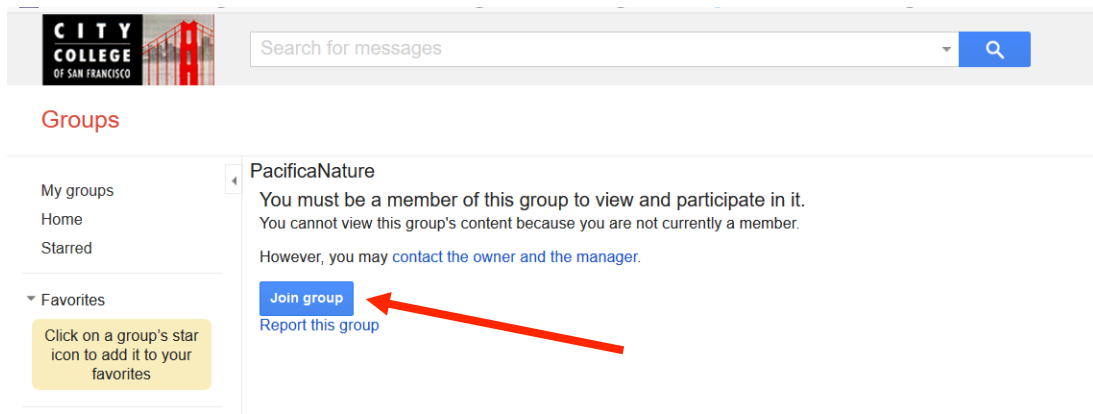 CITY
COLLEGE
OF SAN FRANCISCO
Search for messages
Groups
My groups
Home
Starred
Favorites
Click on a group's star
icon to add it to your
favorites
PacificaNature
You must be a member of this group to view and participate in it.
You cannot view this group's content because you are not currently a member.
However, you may contact the owner and the manager.
Join group
Report this group